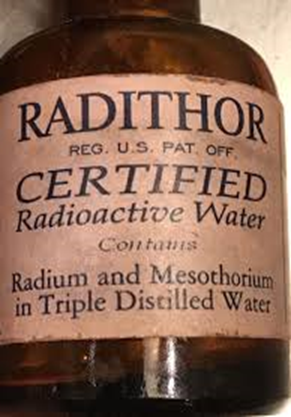 RADITHOR
REG. U.S. PAT. OFF.
CERTIFIED
Radioactive Water
Contains
Radium and Mesothorium
in Triple Distilled Water